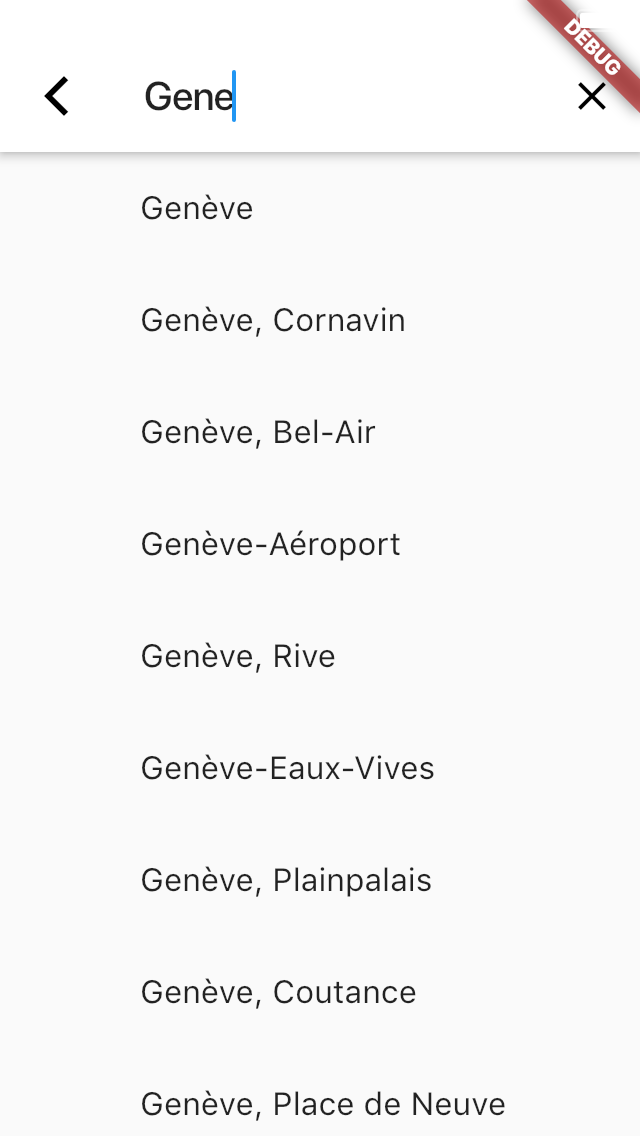 DEBUG
Gene
Genève
Genève, Cornavin
Genève, Bel-Air
Genève-Aéroport
Genève, Rive
Genève-Eaux-Vives
Genève, Plainpalais
Genève, Coutance
Genève, Place de Neuve